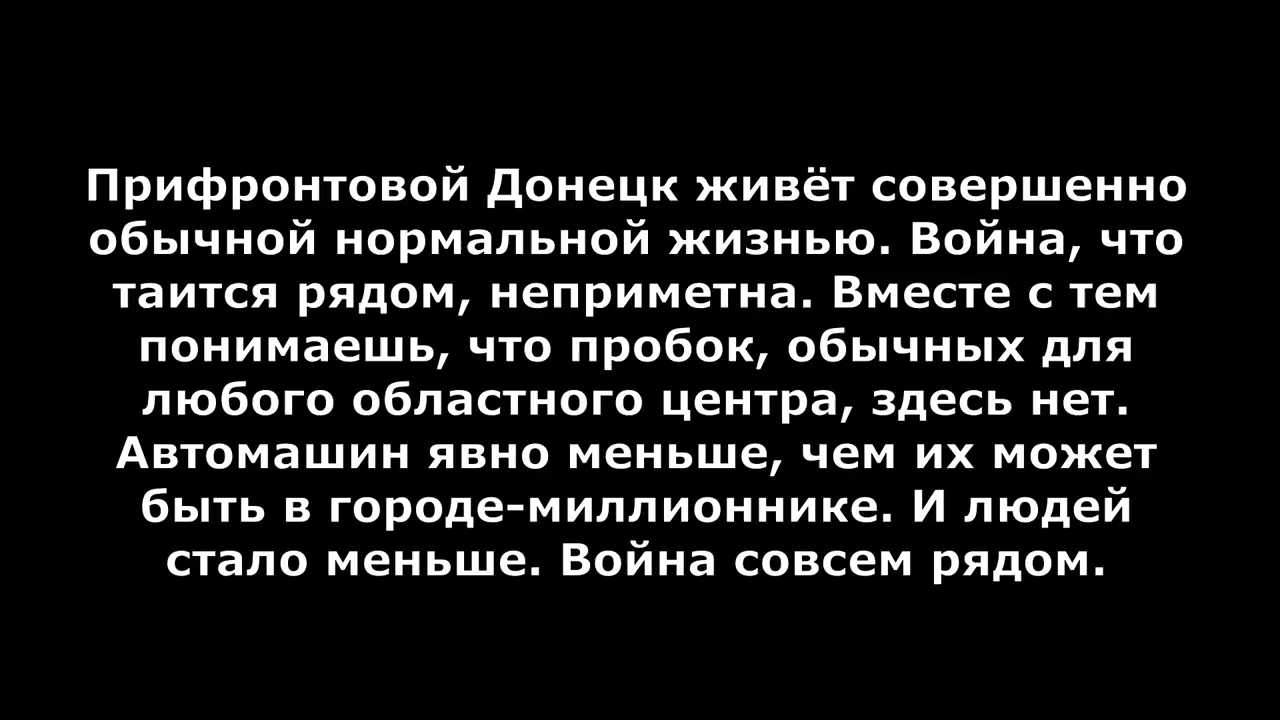 Прифронтовой Донецк живёт совершенно
обычной нормальной жизнью. Война, что
таится рядом, неприметна. Вместе с тем
понимаешь, что пробок, обычных для
любого областного центра, здесь нет.
Автомашин явно меньше, чем их может
быть в городе-миллионнике. И людей
стало меньше. Война совсем рядом.